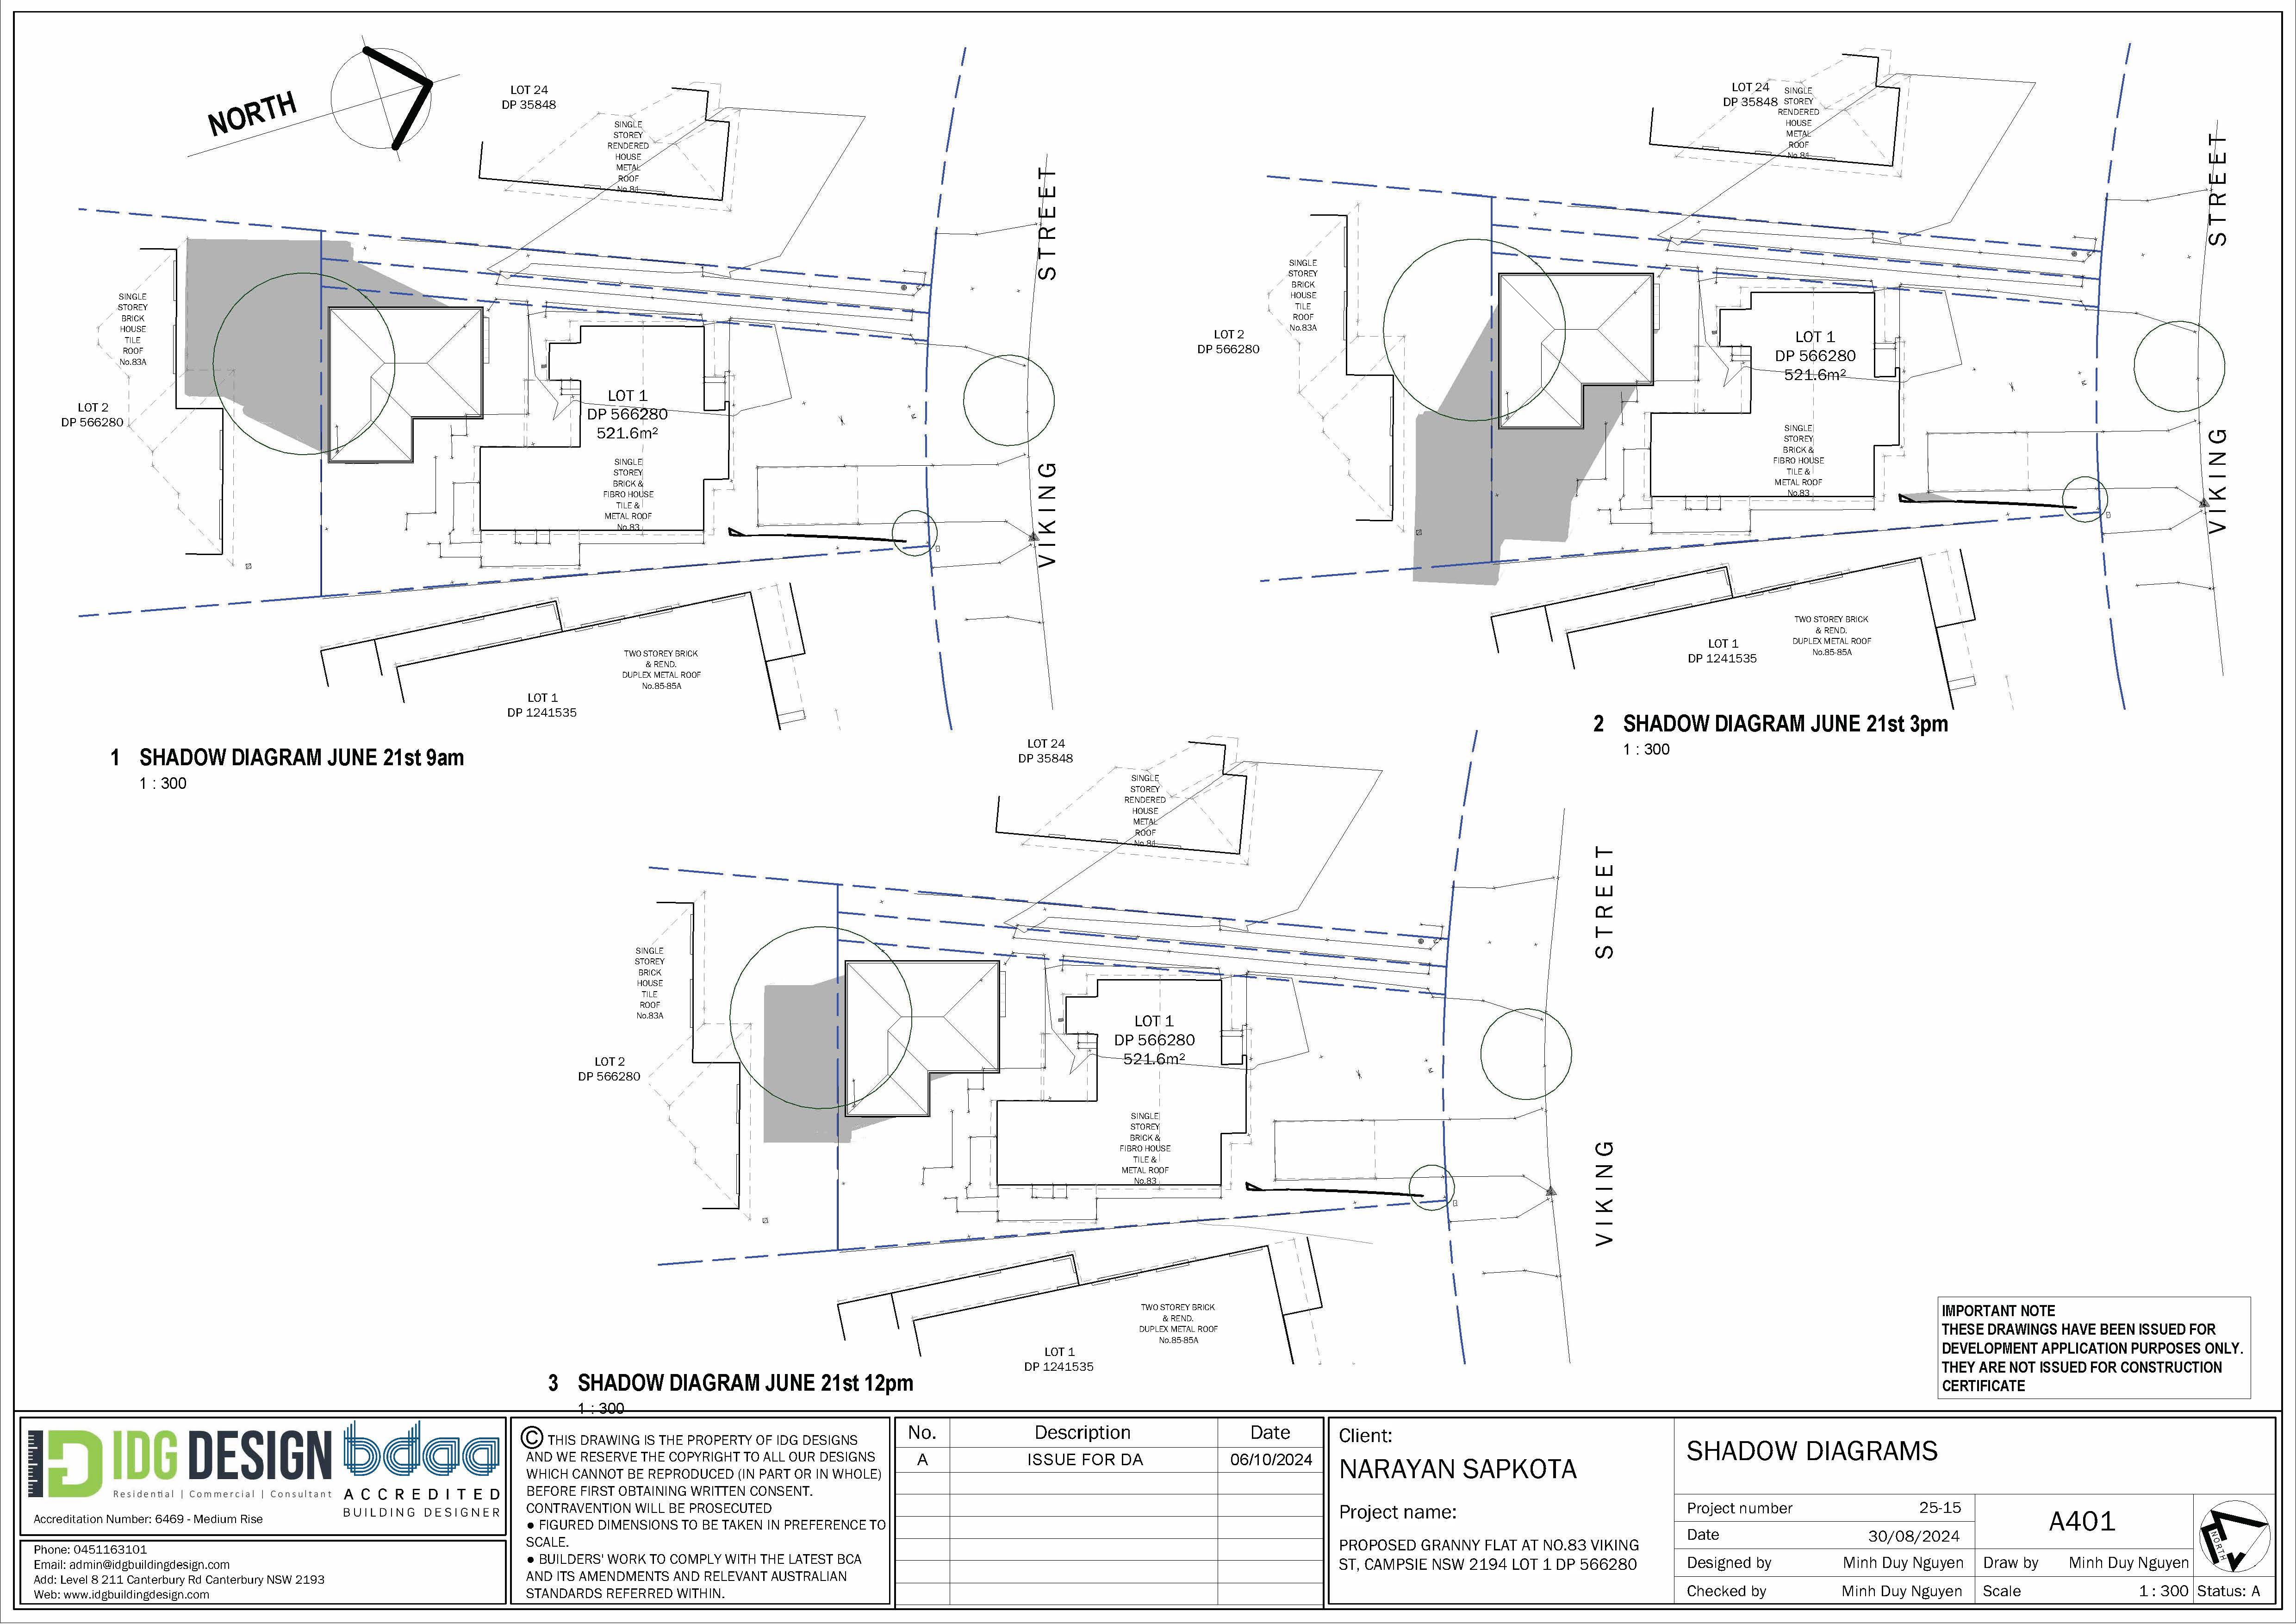 NORTH
LOT 24
DP 35848
SINGLE
STOREY
RENDERED
HOUSE
METAL
ROOF
No.81
SINGLE
STOREY
BRICK
HOUSE
TILE
ROOF
No.83A
LOT 2
DP 566280
LOT 1
DP 566280
521.6m²
SINGLE
STOREY
BRICK &
FIBRO HOUSE
TILE &
METAL ROOF
No.83
TWO STOREY BRICK
& REND.
DUPLEX METAL ROOF
No.85-85A
LOT 1
DP 1241535
VIKING STREET
1 SHADOW DIAGRAM JUNE 21st 9am
1 : 300
LOT 24
DP 35848
SINGLE
STOREY
RENDERED
HOUSE
METAL
ROOF
No.81
SINGLE
STOREY
BRICK
HOUSE
TILE
ROOF
No.83A
LOT 2
DP 566280
LOT 1
DP 566280
521.6m²
SINGLE
STOREY
BRICK &
FIBRO HOUSE
TILE &
METAL ROOF
No.83
TWO STOREY BRICK
& REND.
DUPLEX METAL ROOF
No.85-85A
LOT 1
DP 1241535
VIKING STREET
2 SHADOW DIAGRAM JUNE 21st 3pm
1 : 300
LOT 24
DP 35848
SINGLE
STOREY
RENDERED
HOUSE
METAL
ROOF
No.81
SINGLE
STOREY
BRICK
HOUSE
TILE
ROOF
No.83A
LOT 2
DP 566280
LOT 1
DP 566280
521.6m²
SINGLE
STOREY
BRICK &
FIBRO HOUSE
TILE &
METAL ROOF
No.83
TWO STOREY BRICK
& REND.
DUPLEX METAL ROOF
No.85-85A
LOT 1
DP 1241535
VIKING STREET
3 SHADOW DIAGRAM JUNE 21st 12pm
1 : 300
IMPORTANT NOTE
THESE DRAWINGS HAVE BEEN ISSUED FOR
DEVELOPMENT APPLICATION PURPOSES ONLY.
THEY ARE NOT ISSUED FOR CONSTRUCTION
CERTIFICATE
IDG DESIGN
Residential | Commercial | Consultant
bdaa
ACCREDITED
BUILDING DESIGNER
Accreditation Number: 6469 - Medium Rise
Phone: 0451163101
Email: admin@idgbuildingdesign.com
Add: Level 8 211 Canterbury Rd Canterbury NSW 2193
Web: www.idgbuildingdesign.com
© THIS DRAWING IS THE PROPERTY OF IDG DESIGNS
AND WE RESERVE THE COPYRIGHT TO ALL OUR DESIGNS
WHICH CANNOT BE REPRODUCED (IN PART OR IN WHOLE)
BEFORE FIRST OBTAINING WRITTEN CONSENT.
CONTRAVENTION WILL BE PROSECUTED
● FIGURED DIMENSIONS TO BE TAKEN IN PREFERENCE TO
SCALE.
● BUILDERS' WORK TO COMPLY WITH THE LATEST BCA
AND ITS AMENDMENTS AND RELEVANT AUSTRALIAN
STANDARDS REFERRED WITHIN.
No. Description Date
A ISSUE FOR DA 06/10/2024
Client:
NARAYAN SAPKOTA
Project name:
PROPOSED GRANNY FLAT AT NO.83 VIKING
ST, CAMPSIE NSW 2194 LOT 1 DP 566280
SHADOW DIAGRAMS
Project number 25-15
Date 30/08/2024
A401
NORTH
Designed by Minh Duy Nguyen Draw by Minh Duy Nguyen
Checked by Minh Duy Nguyen Scale 1 : 300 Status: A